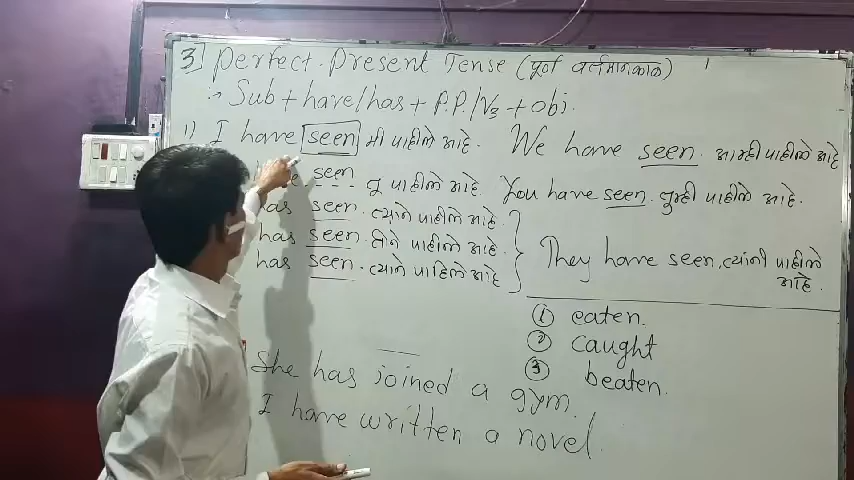 3] Perfect Present Tense (पूर्ण वर्तमानकाळ)
Sub + have/has + P.P./V3 + obj.
1) I have seen मी पाहीले आहे.
We have seen. आम्ही पाहीले आहे
seen तु पाहीले आहे.
You have seen. तुम्ही पाहीले आहे.
has seen. त्याने पाहीले आहे.
has seen. तीने पाहीले आहे.
has seen. त्याने पाहिले आहे
They have seen. त्यांनी पाहीले
आहे.
① eaten.
② caught
③ beaten.
She has joined a gym.
I have written a novel.